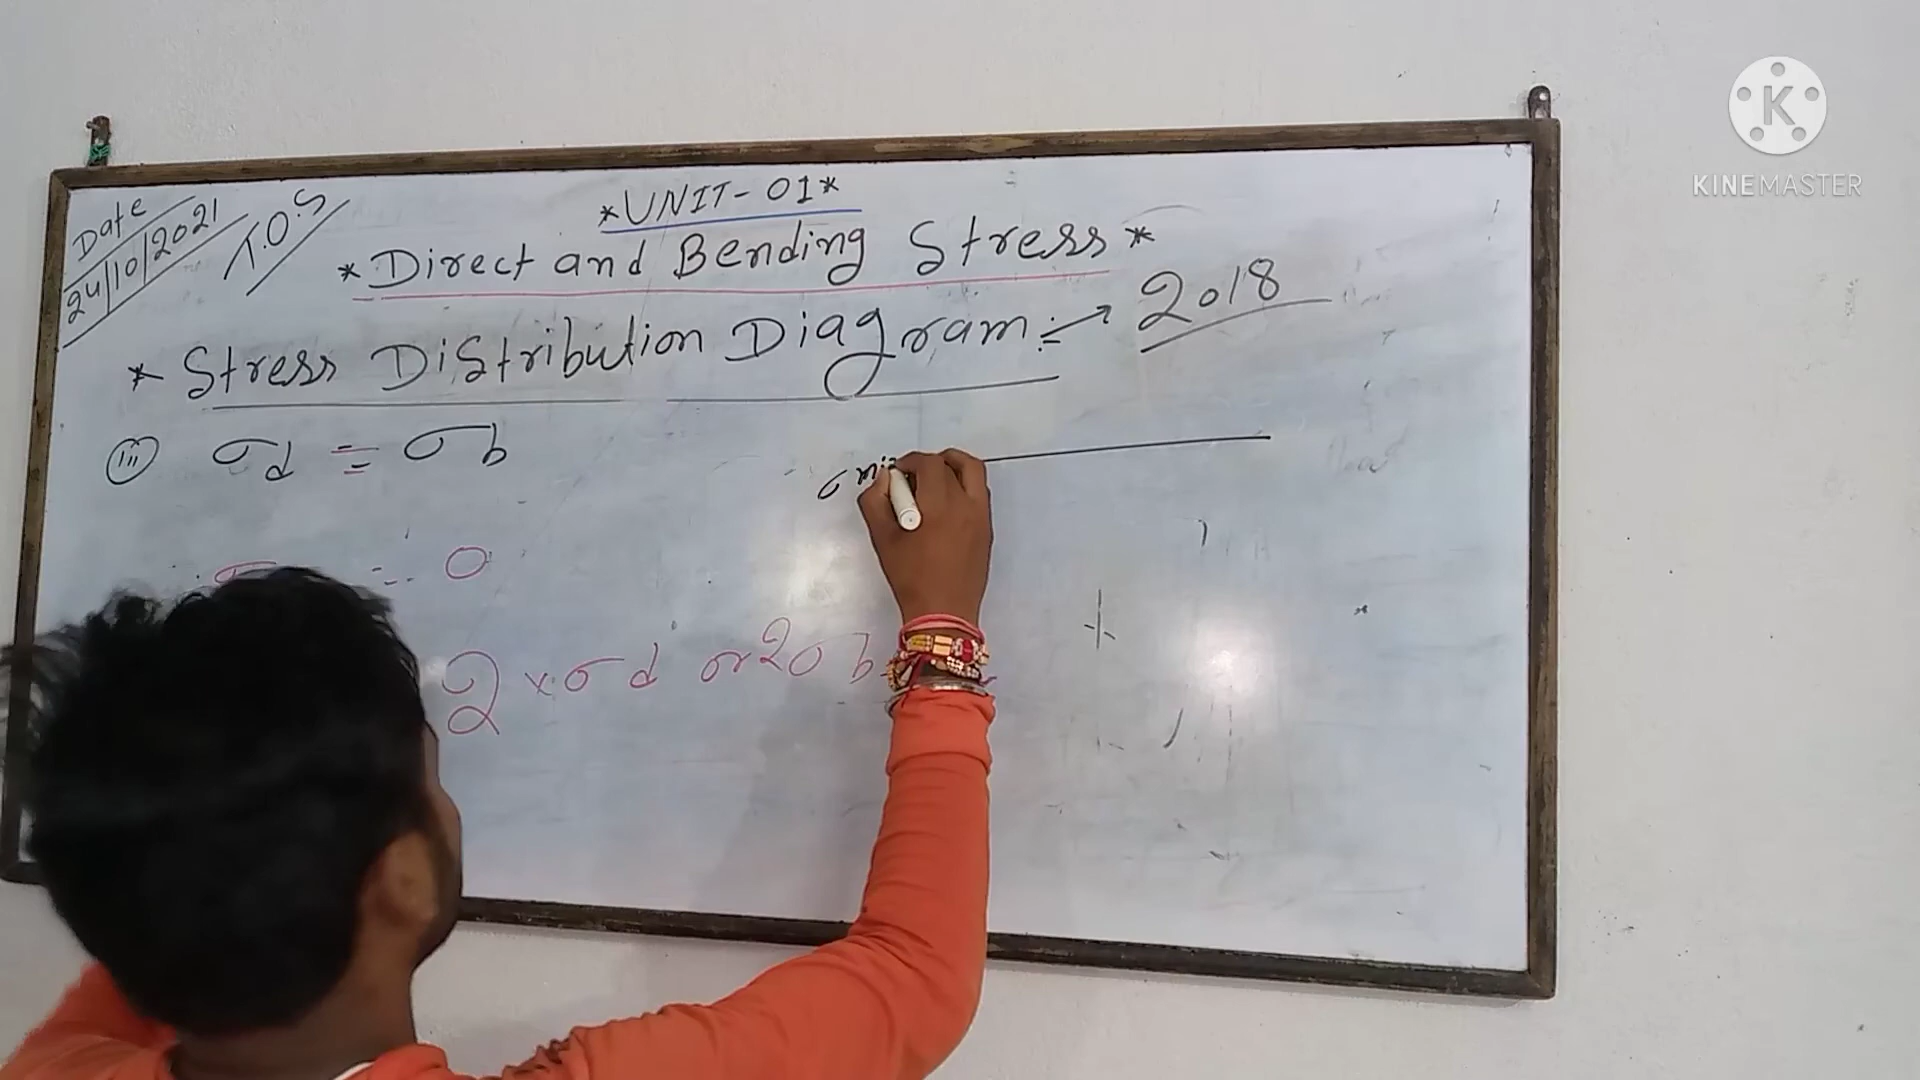 Date
24/10/2021
T.O.S
*UNIT-01*
*Direct and Bending Stress*
* Stress DiStribution Diagram:- → 2018
(iii) σd = σb
= 0
2 × σd or 2σb
σ
+
KINEMASTER